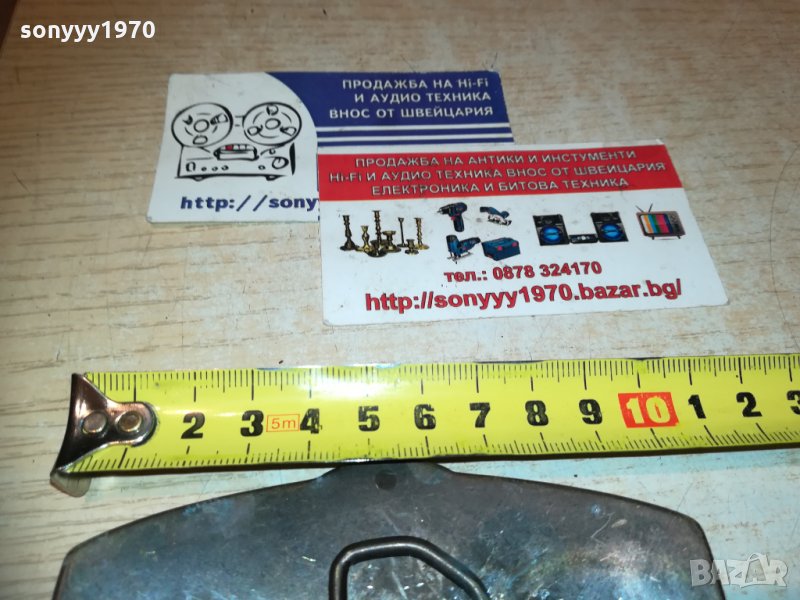 sonyyy1970
ПРОДАЖБА НА Hi-Fi
И АУДИО ТЕХНИКА
ВНОС ОТ ШВЕЙЦАРИЯ
http://sony
ПРОДАЖБА НА АНТИКИ И ИНСТУМЕНТИ
Hi-Fi И АУДИО ТЕХНИКА ВНОС ОТ ШВЕЙЦАРИЯ
ЕЛЕКТРОНИКА И БИТОВА ТЕХНИКА
тел.: 0878 324170
http://sonyyy1970.bazar.bg/
2 3 5m 4 5 6 7 8 9 10 1 2 3
BAZAR